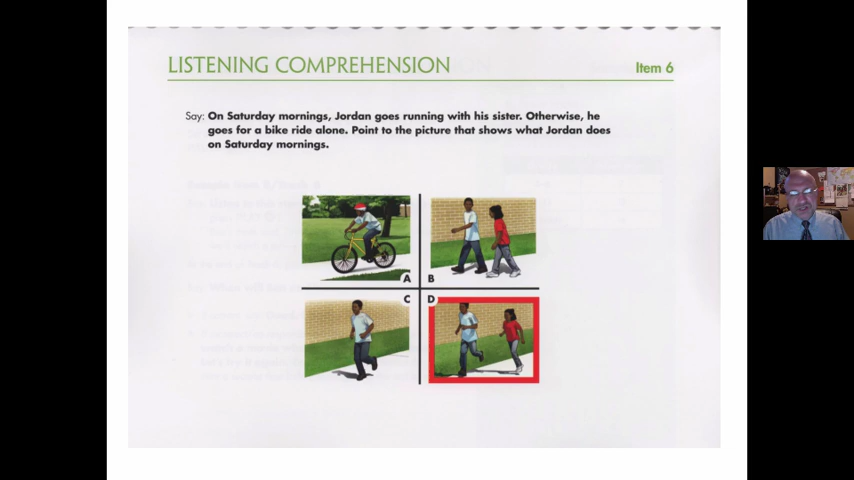 LISTENING COMPREHENSION
Item 6
Say: On Saturday mornings, Jordan goes running with his sister. Otherwise, he
goes for a bike ride alone. Point to the picture that shows what Jordan does
on Saturday mornings.
A
B
C
D